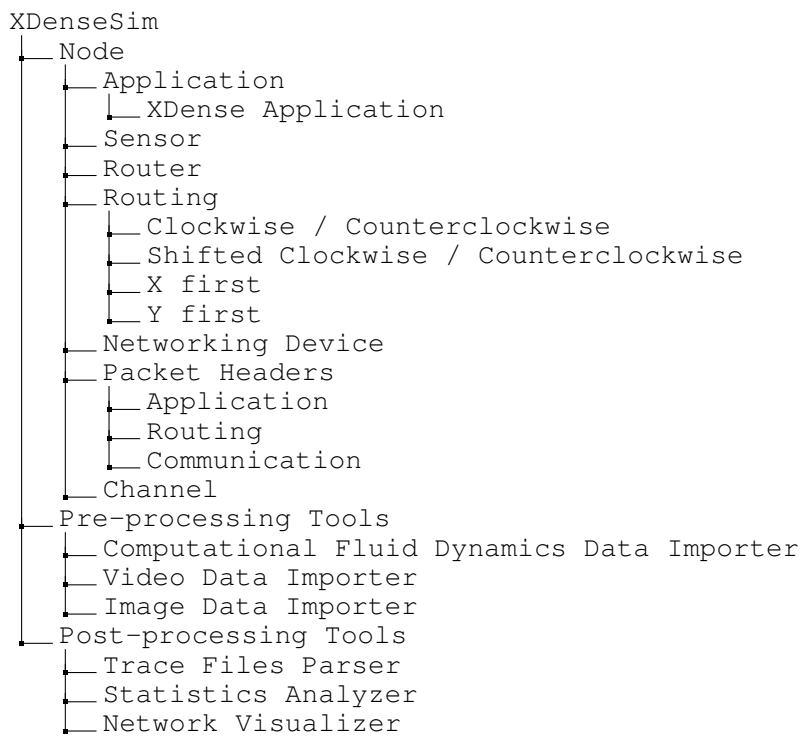 XDenseSim
Node
Application
XDense Application
Sensor
Router
Routing
Clockwise / Counterclockwise
Shifted Clockwise / Counterclockwise
X first
Y first
Networking Device
Packet Headers
Application
Routing
Communication
Channel
Pre-processing Tools
Computational Fluid Dynamics Data Importer
Video Data Importer
Image Data Importer
Post-processing Tools
Trace Files Parser
Statistics Analyzer
Network Visualizer